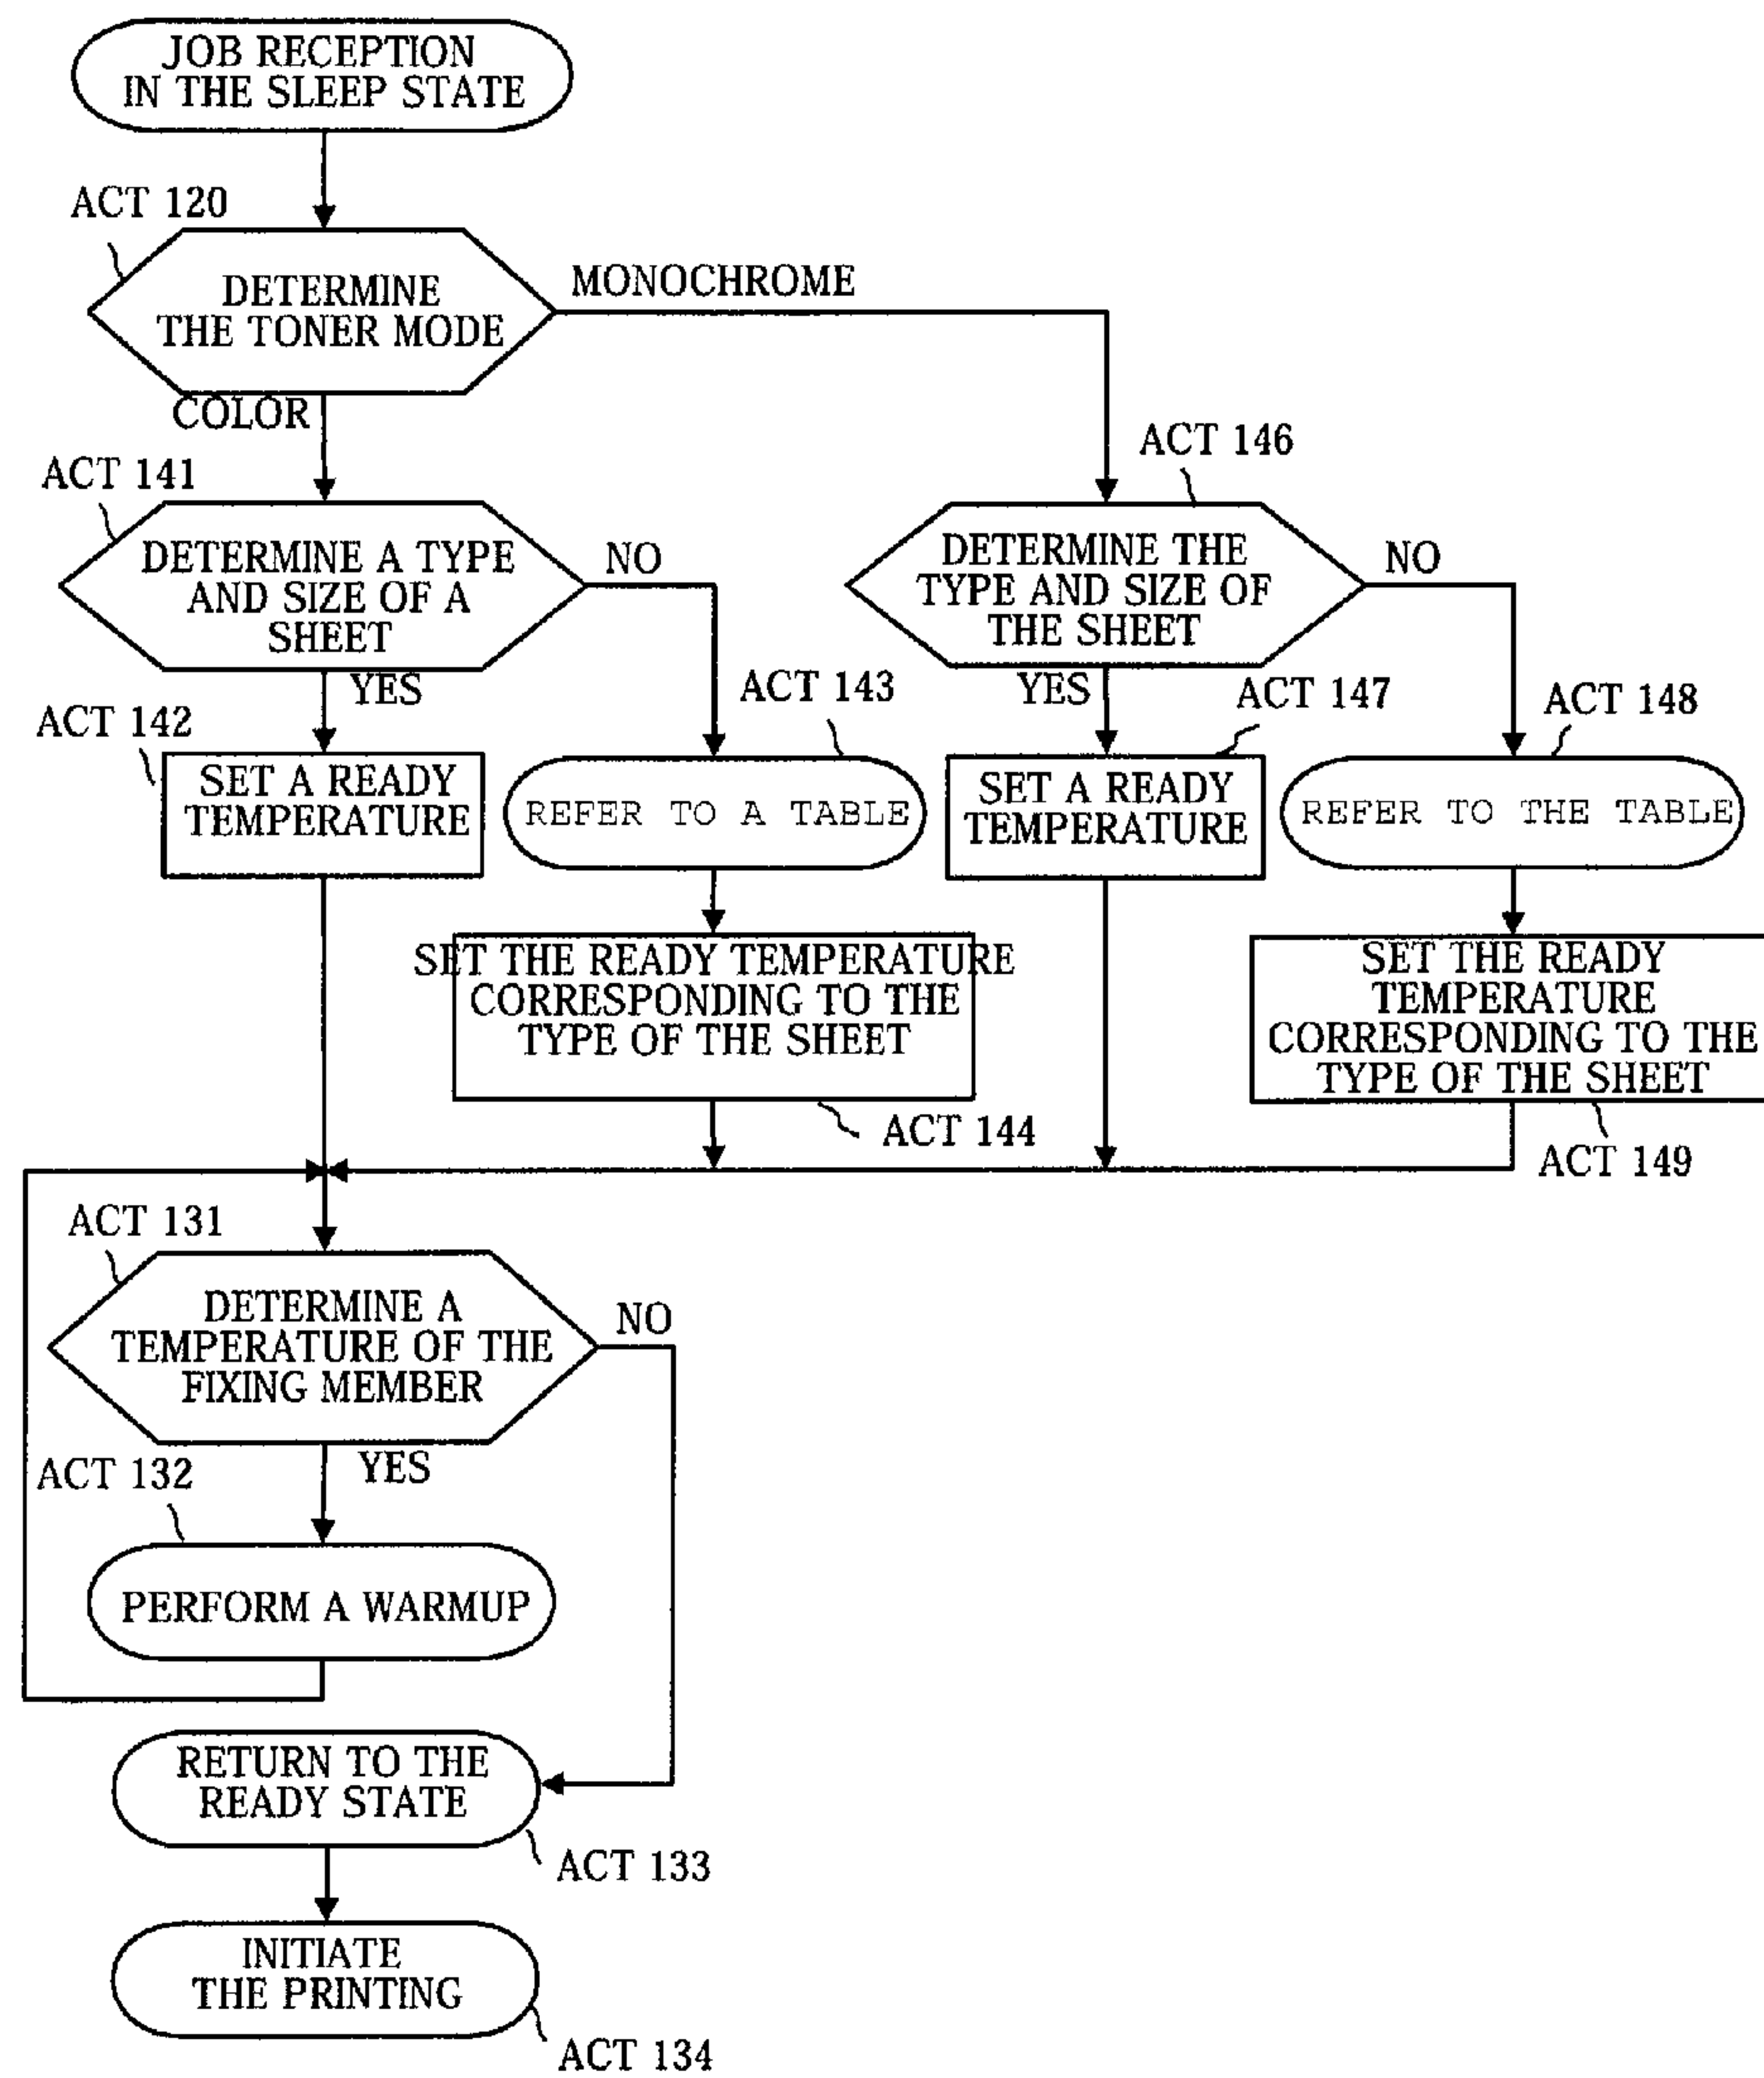 JOB RECEPTION
IN THE SLEEP STATE
ACT 120
DETERMINE
THE TONER MODE
MONOCHROME
COLOR
ACT 141
DETERMINE A TYPE
AND SIZE OF A
SHEET
NO
YES
ACT 146
DETERMINE THE
TYPE AND SIZE OF
THE SHEET
NO
YES
ACT 142
SET A READY
TEMPERATURE
ACT 143
REFER TO A TABLE
ACT 147
SET A READY
TEMPERATURE
ACT 148
REFER TO THE TABLE
SET THE READY TEMPERATURE
CORRESPONDING TO THE
TYPE OF THE SHEET
ACT 144
SET THE READY
TEMPERATURE
CORRESPONDING TO THE
TYPE OF THE SHEET
ACT 149
ACT 131
DETERMINE A
TEMPERATURE OF THE
FIXING MEMBER
NO
YES
ACT 132
PERFORM A WARMUP
RETURN TO THE
READY STATE
ACT 133
INITIATE
THE PRINTING
ACT 134